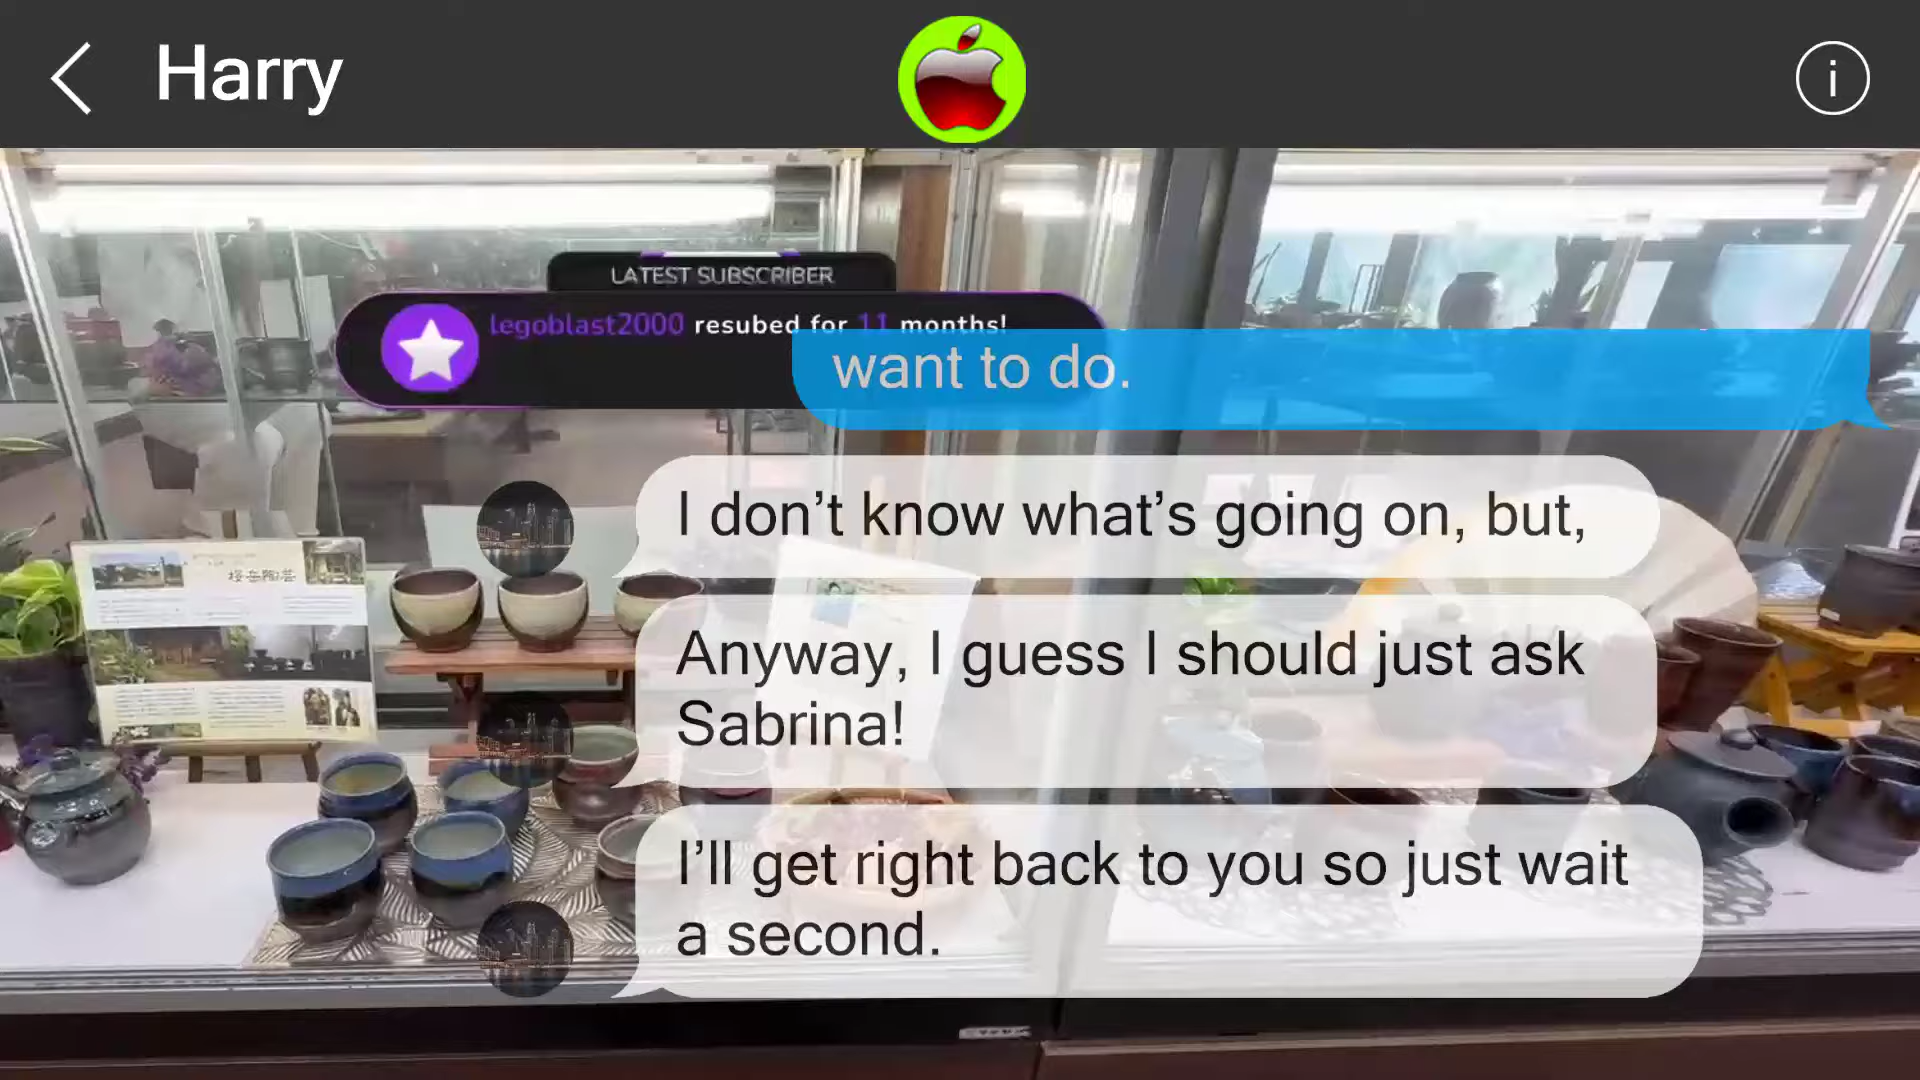 Harry
LATEST SUBSCRIBER
legoblast2000 resubed for 11 months!
want to do.
I don’t know what’s going on, but,
Anyway, I guess I should just ask
Sabrina!
I’ll get right back to you so just wait
a second.